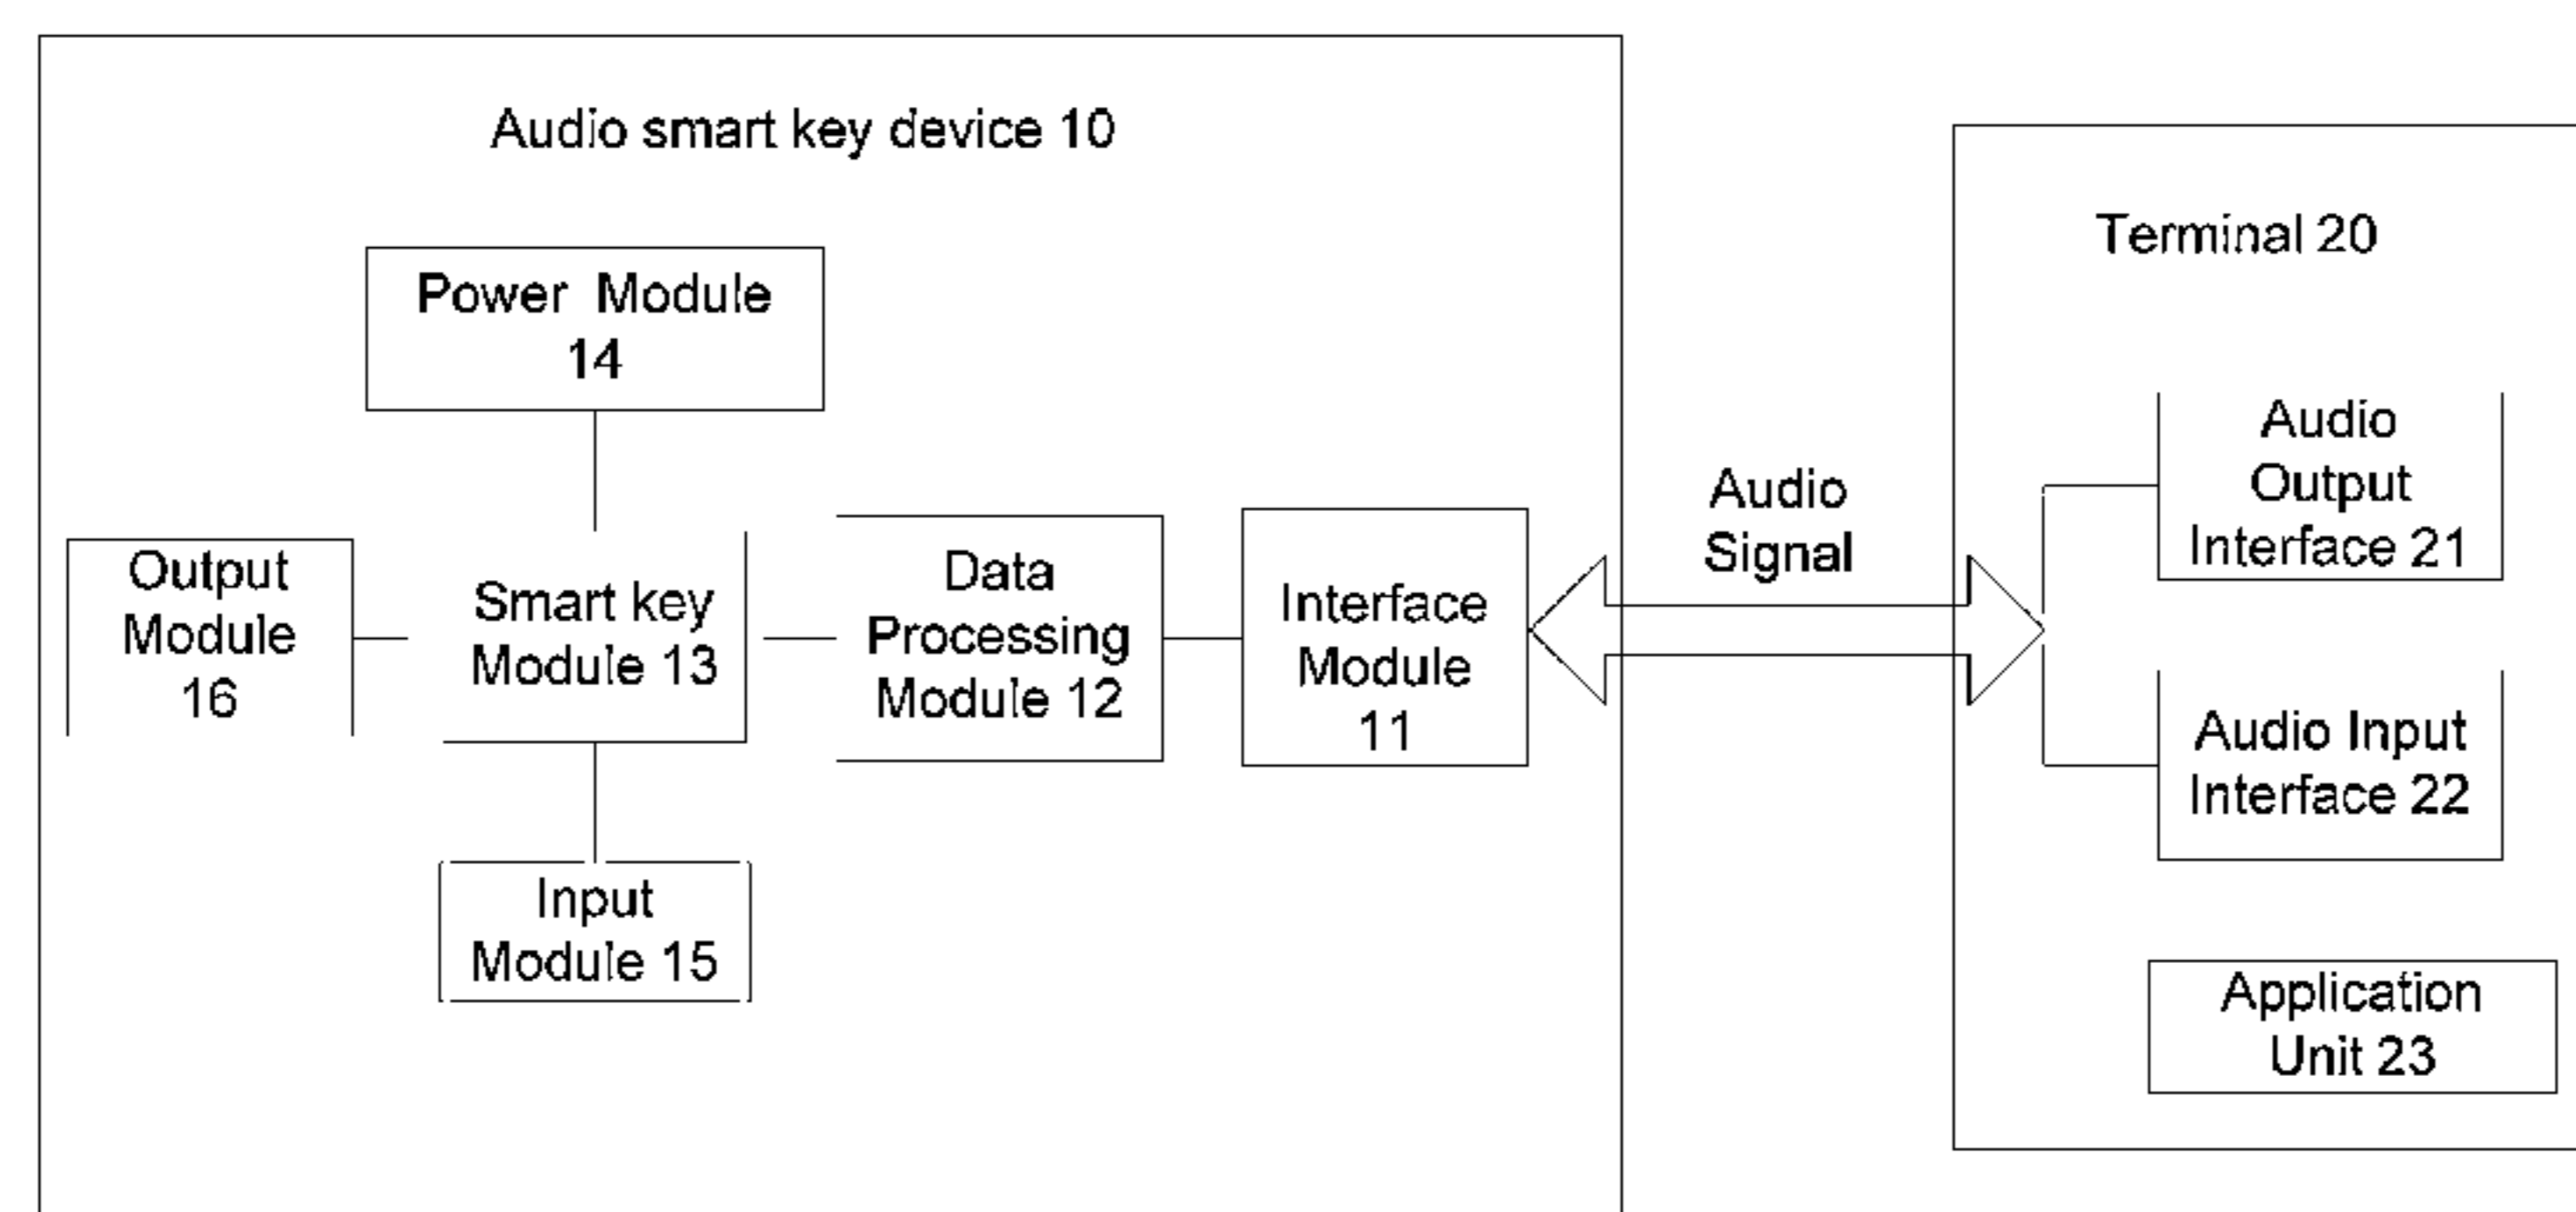 Audio smart key device 10
Terminal 20
Power Module
14
Audio
Output
Interface 21
Audio
Signal
Output
Module
16
Smart key
Module 13
Data
Processing
Module 12
Interface
Module
11
Audio Input
Interface 22
Input
Module 15
Application
Unit 23